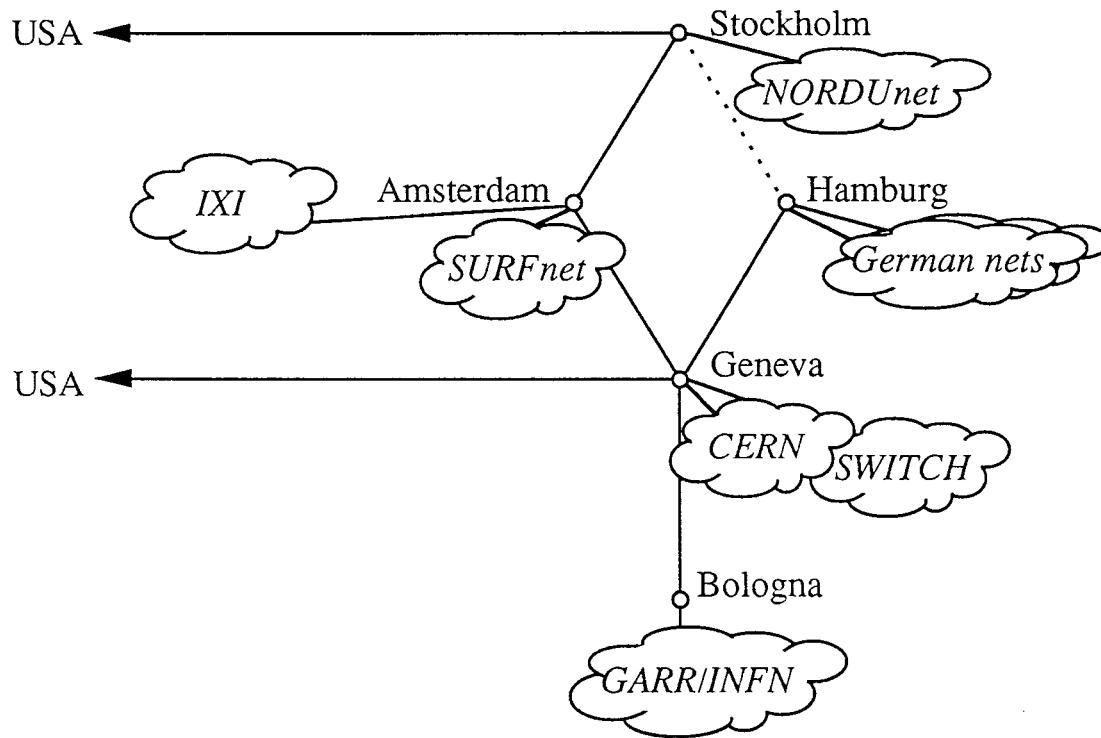 USA
Stockholm
NORDUnet
IXI
Amsterdam
Hamburg
SURFnet
German nets
USA
Geneva
CERN
SWITCH
Bologna
GARR/INFN